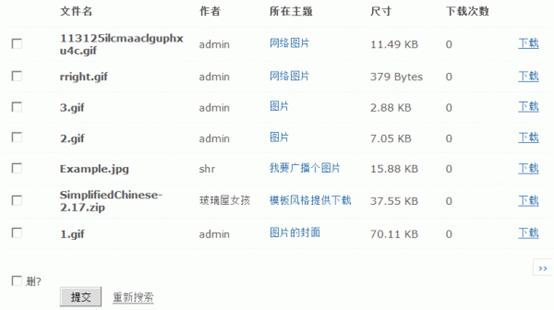 文件名 作者 所在主题 尺寸 下载次数
113125ilcmaaclguphx
u4c.gif admin 网络图片 11.49 KB 0 下载
rright.gif admin 网络图片 379 Bytes 0 下载
3.gif admin 图片 2.88 KB 0 下载
2.gif admin 图片 7.05 KB 0 下载
Example.jpg shr 我要广播个图片 15.88 KB 0 下载
SimplifiedChinese-
2.17.zip 玻璃屋女孩 模板风格提供下载 37.55 KB 0 下载
1.gif admin 图片的封面 70.11 KB 0 下载
››
删?
提交 重新搜索